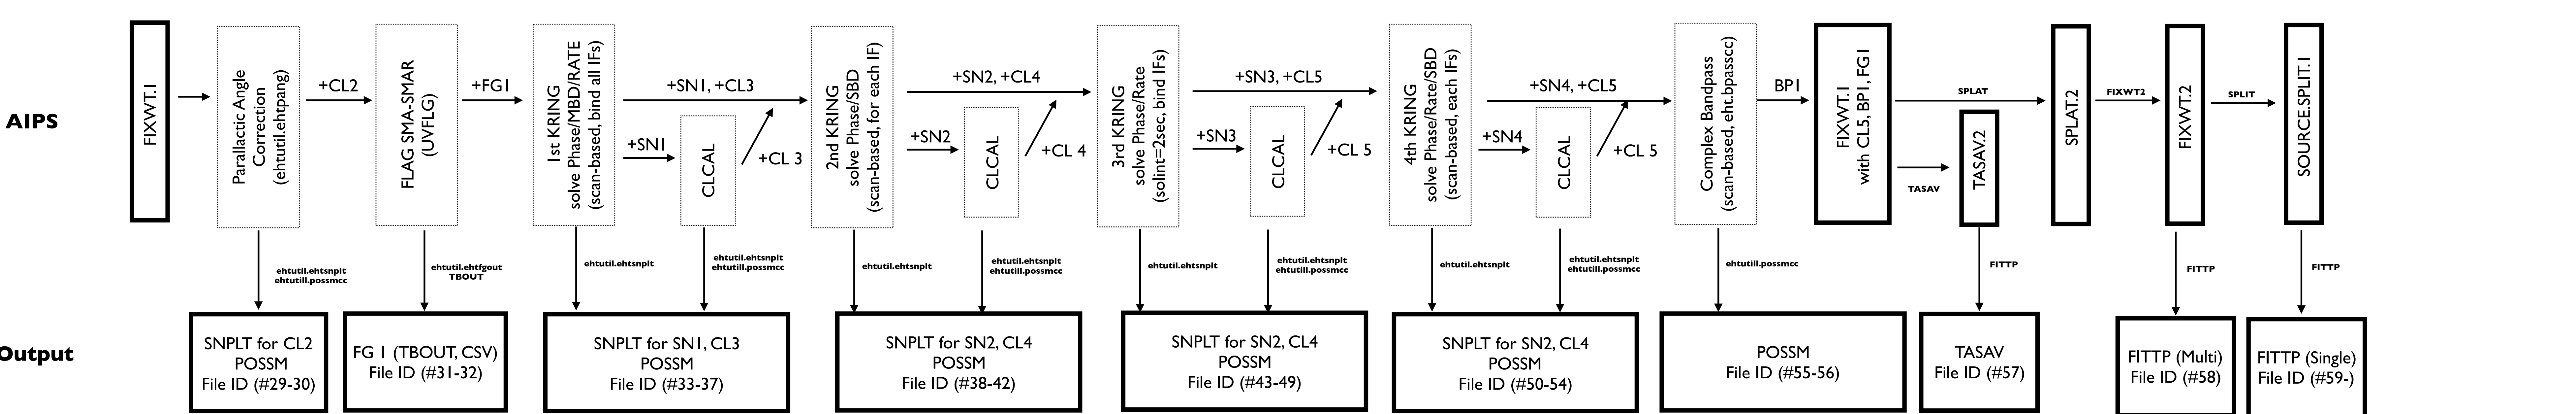 AIPS
FIXWT.1
Parallactic Angle
Correction
(ehtutil.ehtpang)
+CL2
FLAG SMA-SMAR
(UVFLG)
+FG1
1st KRING
solve Phase/MBD/RATE
(scan-based, bind all IFs)
+SN1, +CL3
+SN1
CLCAL
+CL 3
2nd KRING
solve Phase/SBD
(scan-based, for each IF)
+SN2, +CL4
+SN2
CLCAL
+CL 4
3rd KRING
solve Phase/Rate
(solint=2sec, bind IFs)
+SN3, +CL5
+SN3
CLCAL
+CL 5
4th KRING
solve Phase/Rate/SBD
(scan-based, each IFs)
+SN4, +CL5
+SN4
CLCAL
+CL 5
Complex Bandpass
(scan-based, eht.bpasscc)
BP1
FIXWT.1
with CL5, BP1, FG1
SPLAT
TASAV
TASAV.2
SPLAT.2
FIXWT2
FIXWT.2
SPLIT
SOURCE.SPLIT.1
ehtutil.ehtsnplt
ehtutill.possmcc
ehtutil.ehtfgout
TBOUT
ehtutil.ehtsnplt
ehtutil.ehtsnplt
ehtutill.possmcc
ehtutil.ehtsnplt
ehtutil.ehtsnplt
ehtutill.possmcc
ehtutil.ehtsnplt
ehtutil.ehtsnplt
ehtutill.possmcc
ehtutil.ehtsnplt
ehtutil.ehtsnplt
ehtutill.possmcc
ehtutill.possmcc
FITTP
FITTP
FITTP
Output
SNPLT for CL2
POSSM
File ID (#29-30)
FG 1 (TBOUT, CSV)
File ID (#31-32)
SNPLT for SN1, CL3
POSSM
File ID (#33-37)
SNPLT for SN2, CL4
POSSM
File ID (#38-42)
SNPLT for SN2, CL4
POSSM
File ID (#43-49)
SNPLT for SN2, CL4
POSSM
File ID (#50-54)
POSSM
File ID (#55-56)
TASAV
File ID (#57)
FITTP (Multi)
File ID (#58)
FITTP (Single)
File ID (#59-)